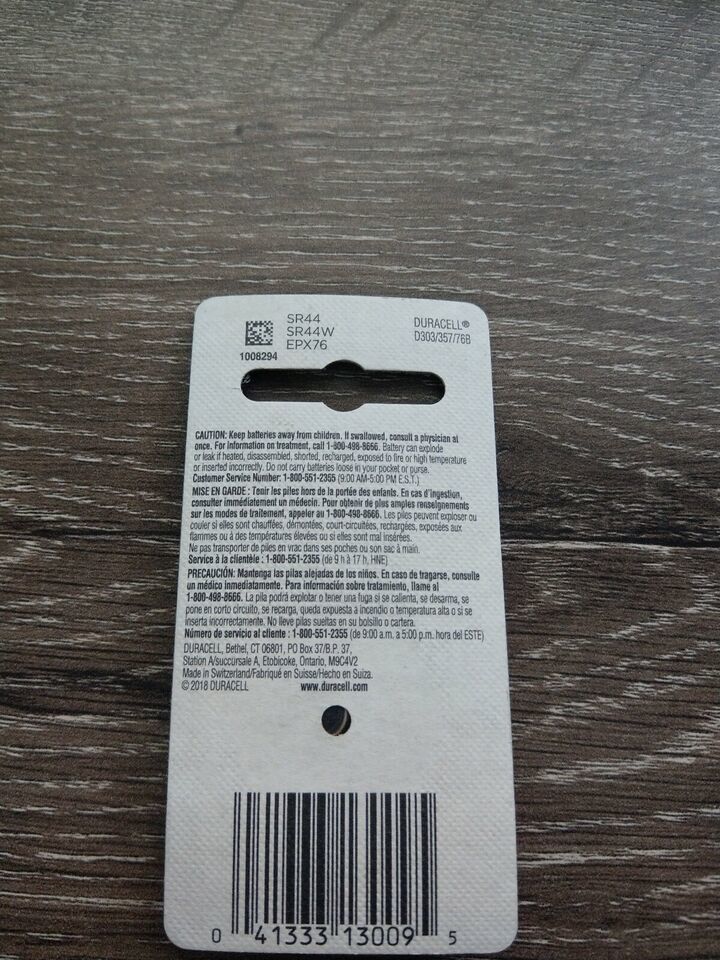 SR44
SR44W
EPX76
1008294
DURACELL®
D303/357/76B
CAUTION: Keep batteries away from children. If swallowed, consult a physician at
once. For information on treatment, call 1-800-498-8666. Battery can explode
or leak if heated, disassembled, shorted, recharged, exposed to fire or high temperature
or inserted incorrectly. Do not carry batteries loose in your pocket or purse.
Customer Service Number: 1-800-551-2355 (9:00 AM-5:00 PM E.S.T.)
MISE EN GARDE : Tenir les piles hors de la portée des enfants. En cas d'ingestion,
consulter immédiatement un médecin. Pour obtenir de plus amples renseignements
sur les modes de traitement, appeler au 1-800-498-8666. Les piles peuvent exploser ou
couler si elles sont chauffées, démontées, court-circuitées, rechargées, exposées aux
flammes ou à des températures élevées ou si elles sont mal insérées.
Ne pas transporter de piles en vrac dans ses poches ou son sac à main.
Service à la clientèle : 1-800-551-2355 (de 9 h à 17 h, HNE)
PRECAUCIÓN: Mantenga las pilas alejadas de los niños. En caso de tragarse, consulte
un médico inmediatamente. Para información sobre tratamiento, llame al
1-800-498-8666. La pila podrá explotar o tener una fuga si se calienta, se desarma, se
pone en corto circuito, se recarga, queda expuesta a incendio o temperatura alta o si se
inserta incorrectamente. No lleve pilas sueltas en su bolsillo o cartera.
Número de servicio al cliente : 1-800-551-2355 (de 9:00 a.m. a 5:00 p.m. hora del ESTE)
DURACELL, Bethel, CT 06801, PO Box 37/B.P. 37,
Station A/succursale A, Etobicoke, Ontario, M9C4V2
Made in Switzerland/Fabriqué en Suisse/Hecho en Suiza.
© 2018 DURACELL www.duracell.com
0 41333 13009 5